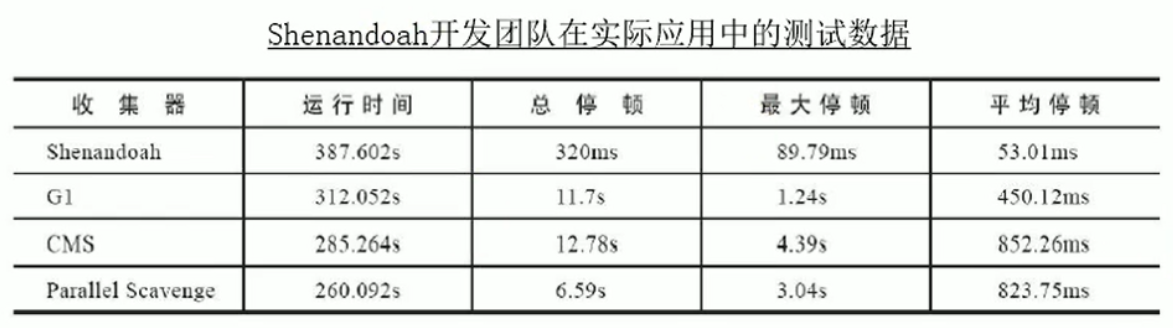 Shenandoah开发团队在实际应用中的测试数据
收集器 运行时间 总停顿 最大停顿 平均停顿
Shenandoah 387.602s 320ms 89.79ms 53.01ms
G1 312.052s 11.7s 1.24s 450.12ms
CMS 285.264s 12.78s 4.39s 852.26ms
Parallel Scavenge 260.092s 6.59s 3.04s 823.75ms